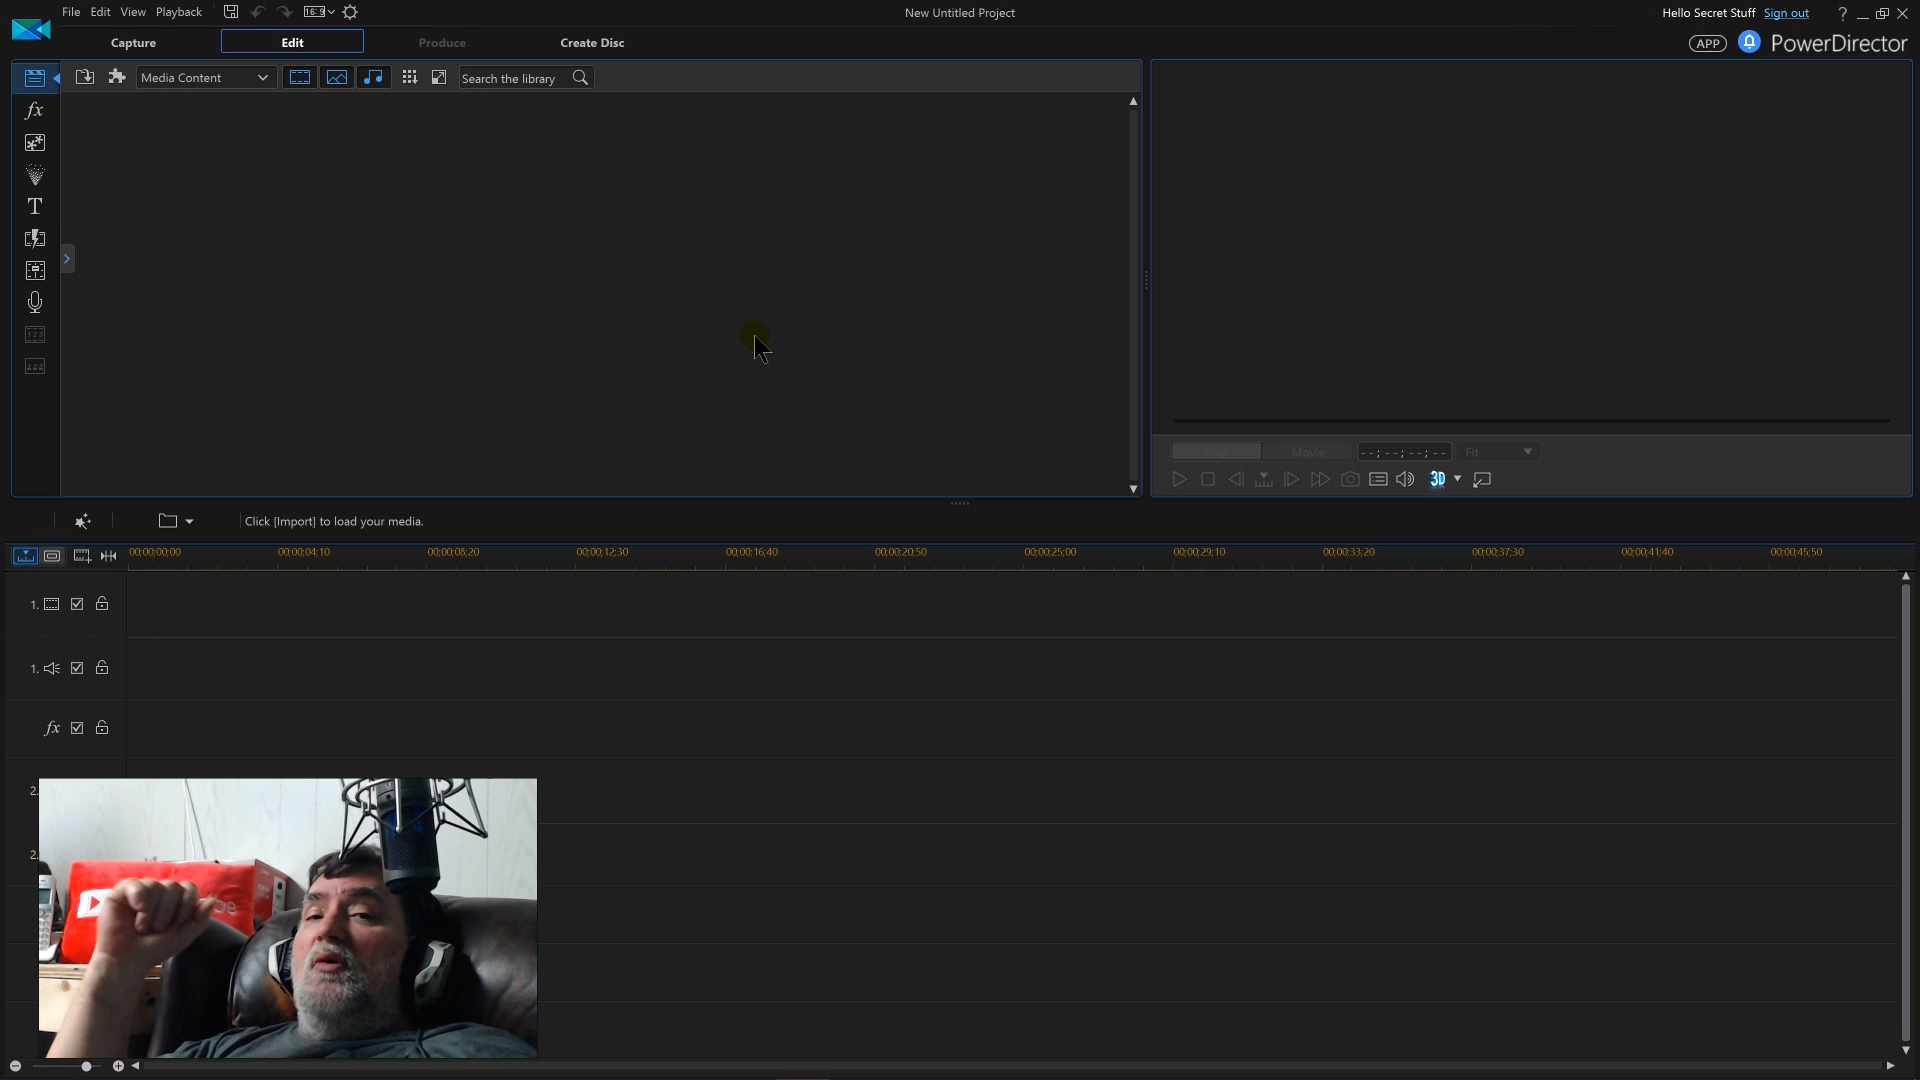 File Edit View Playback 16:9 New Untitled Project Hello Secret Stuff Sign out ?
Capture Edit Produce Create Disc APP PowerDirector
Media Content Search the library
fx
T
Clip Movie --;--;--;-- Fit
3D
Click [Import] to load your media.
00;00;00;00 00;00;04;10 00;00;08;20 00;00;12;30 00;00;16;40 00;00;20;50 00;00;25;00 00;00;29;10 00;00;33;20 00;00;37;30 00;00;41;40 00;00;45;50
1.
1.
fx
2.
2.